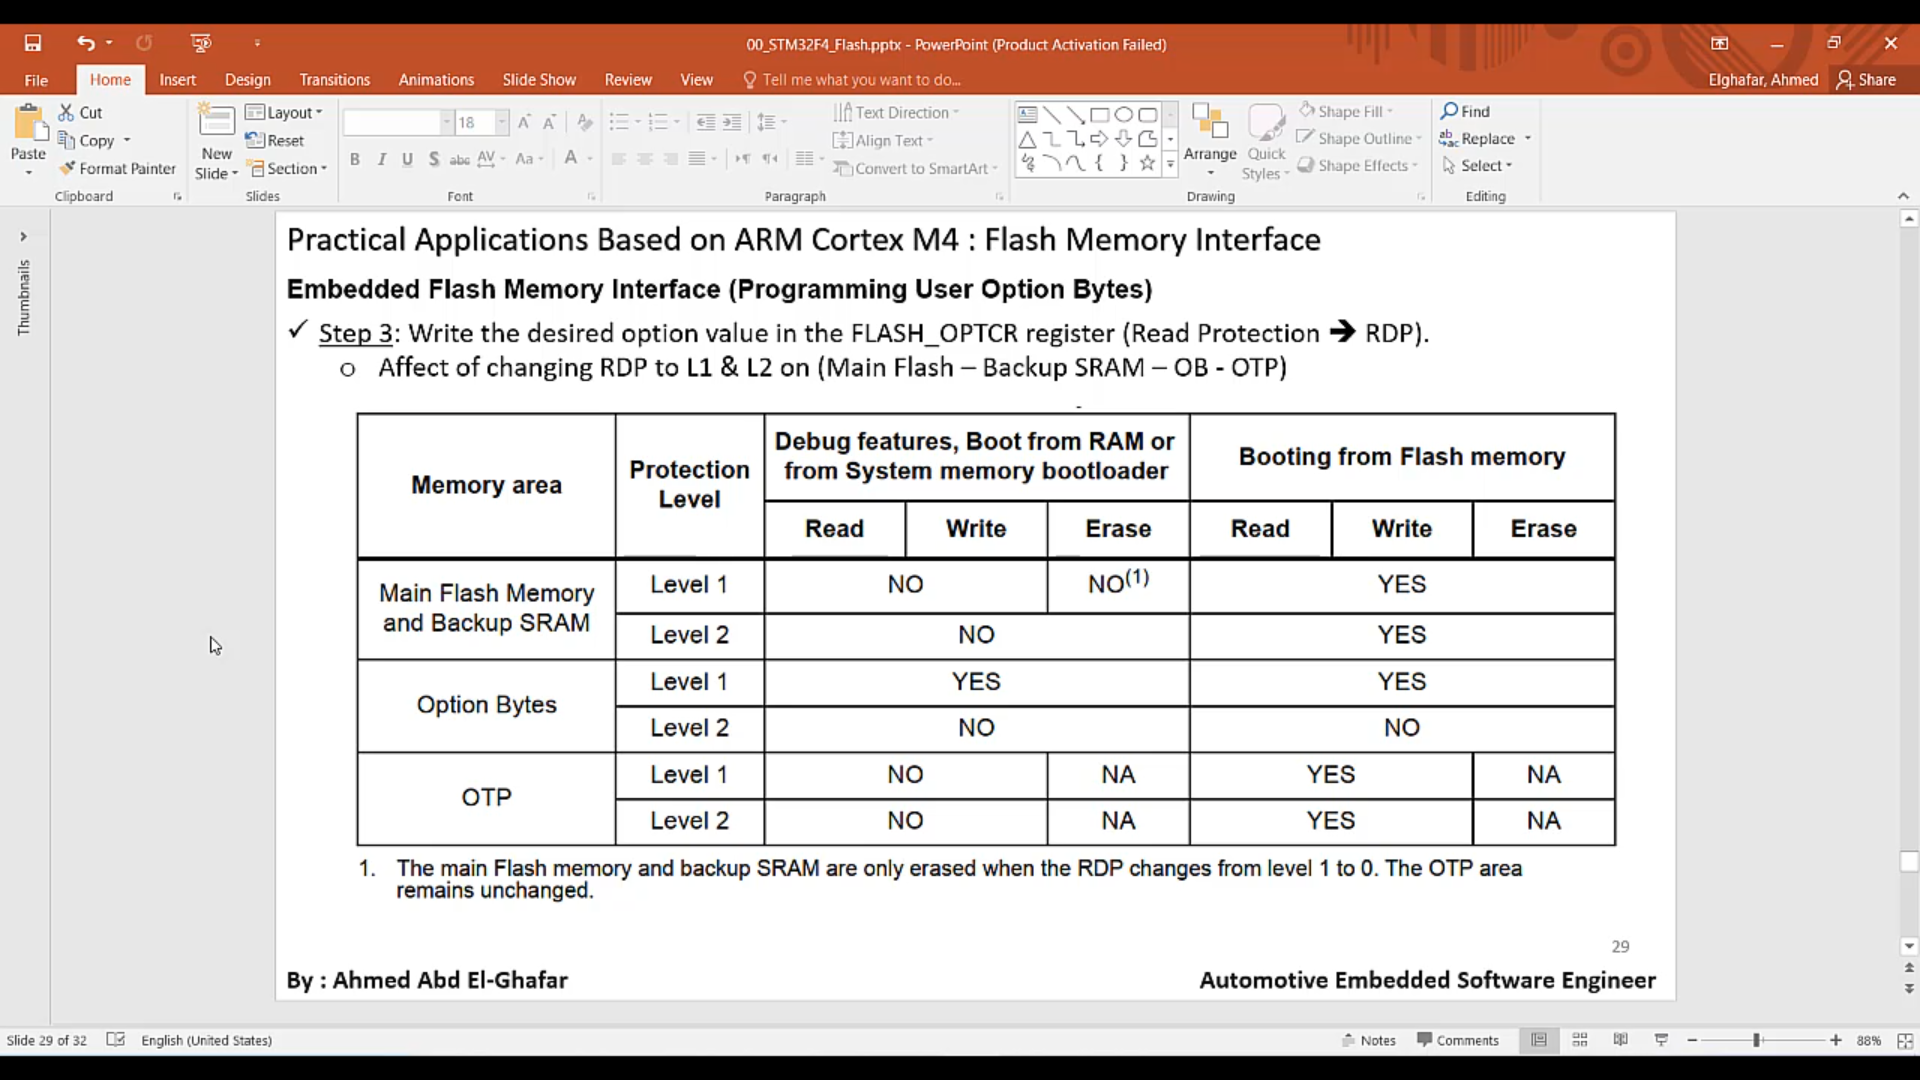 00_STM32F4_Flash.pptx - PowerPoint (Product Activation Failed)
File Home Insert Design Transitions Animations Slide Show Review View Tell me what you want to do... Elghafar, Ahmed Share
Paste
Cut
Copy
Format Painter
Clipboard
New
Slide
Layout
Reset
Section
Slides
18
B I U S abc AV Aa A
Font
Text Direction
Align Text
Convert to SmartArt
Paragraph
Arrange
Quick
Styles
Shape Fill
Shape Outline
Shape Effects
Drawing
Find
Replace
Select
Editing
Thumbnails
Practical Applications Based on ARM Cortex M4 : Flash Memory Interface
Embedded Flash Memory Interface (Programming User Option Bytes)
✓ Step 3: Write the desired option value in the FLASH_OPTCR register (Read Protection ➔ RDP).
o Affect of changing RDP to L1 & L2 on (Main Flash – Backup SRAM – OB - OTP)
Memory area
Protection
Level
Debug features, Boot from RAM or
from System memory bootloader
Booting from Flash memory
Read Write Erase Read Write Erase
Main Flash Memory
and Backup SRAM
Level 1 NO NO(1) YES
Level 2 NO YES
Option Bytes
Level 1 YES YES
Level 2 NO NO
OTP
Level 1 NO NA YES NA
Level 2 NO NA YES NA
1. The main Flash memory and backup SRAM are only erased when the RDP changes from level 1 to 0. The OTP area
remains unchanged.
29
By : Ahmed Abd El-Ghafar Automotive Embedded Software Engineer
Slide 29 of 32 English (United States) Notes Comments 88%